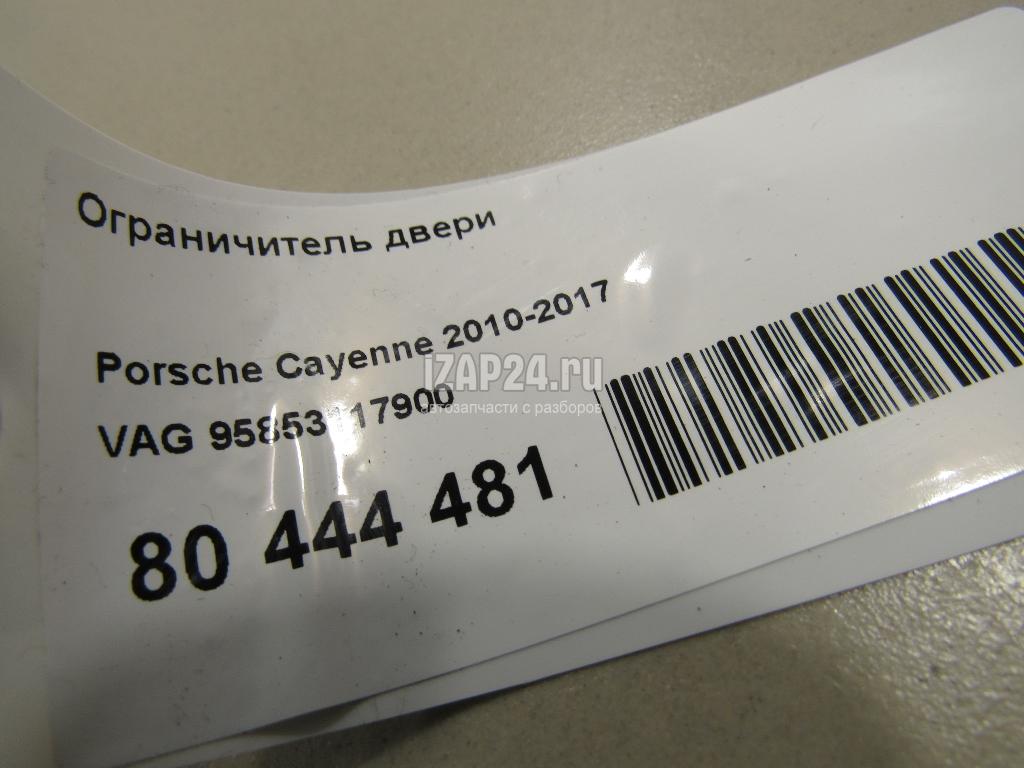 Ограничитель двери
Porsche Cayenne 2010-2017
VAG 95853117900
80 444 481
IZAP24.ru
автозапчасти с разборов